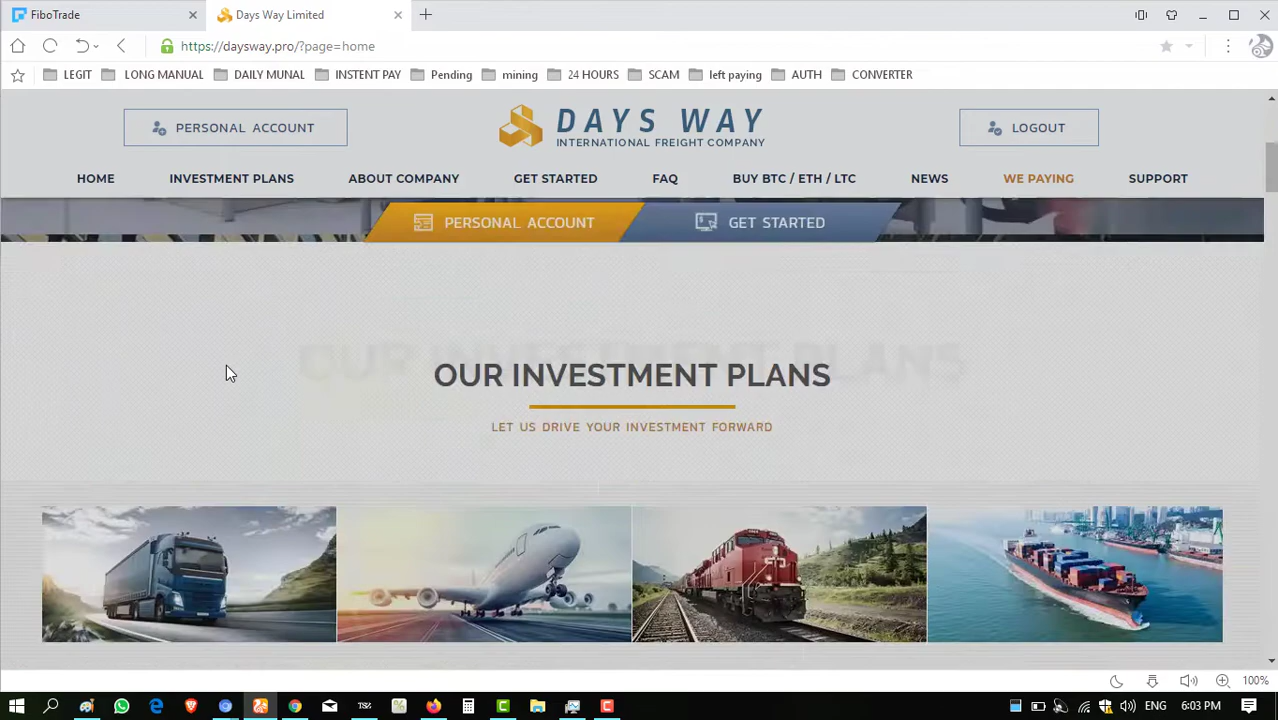 FiboTrade
Days Way Limited
https://daysway.pro/?page=home
LEGIT
LONG MANUAL
DAILY MUNAL
INSTENT PAY
Pending
mining
24 HOURS
SCAM
left paying
AUTH
CONVERTER
PERSONAL ACCOUNT
DAYS WAY
INTERNATIONAL FREIGHT COMPANY
LOGOUT
HOME
INVESTMENT PLANS
ABOUT COMPANY
GET STARTED
FAQ
BUY BTC / ETH / LTC
NEWS
WE PAYING
SUPPORT
PERSONAL ACCOUNT
GET STARTED
OUR INVESTMENT PLANS
OUR INVESTMENT PLANS
LET US DRIVE YOUR INVESTMENT FORWARD
100%
ENG
6:03 PM